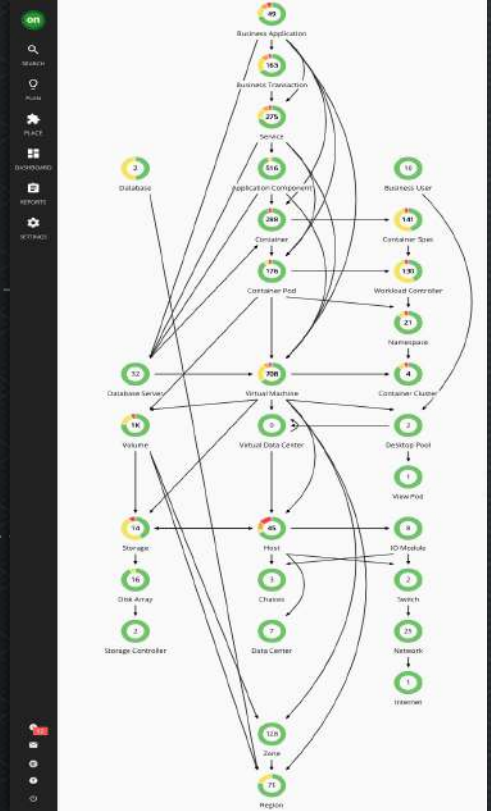 on
SEARCH
PLAN
PLACE
DASHBOARD
REPORTS
SETTINGS
49
Business Application
163
Business Transaction
275
Service
2
Database
516
Application Component
10
Business User
288
Container
141
Container Spec
176
Container Pod
130
Workload Controller
21
Namespace
32
Database Server
708
Virtual Machine
4
Container Cluster
1K
Volume
0
Virtual Data Center
2
Desktop Pool
1
View Pod
14
Storage
45
Host
8
IO Module
16
Disk Array
3
Chassis
2
Switch
2
Storage Controller
7
Data Center
25
Network
1
Internet
128
Zone
71
Region